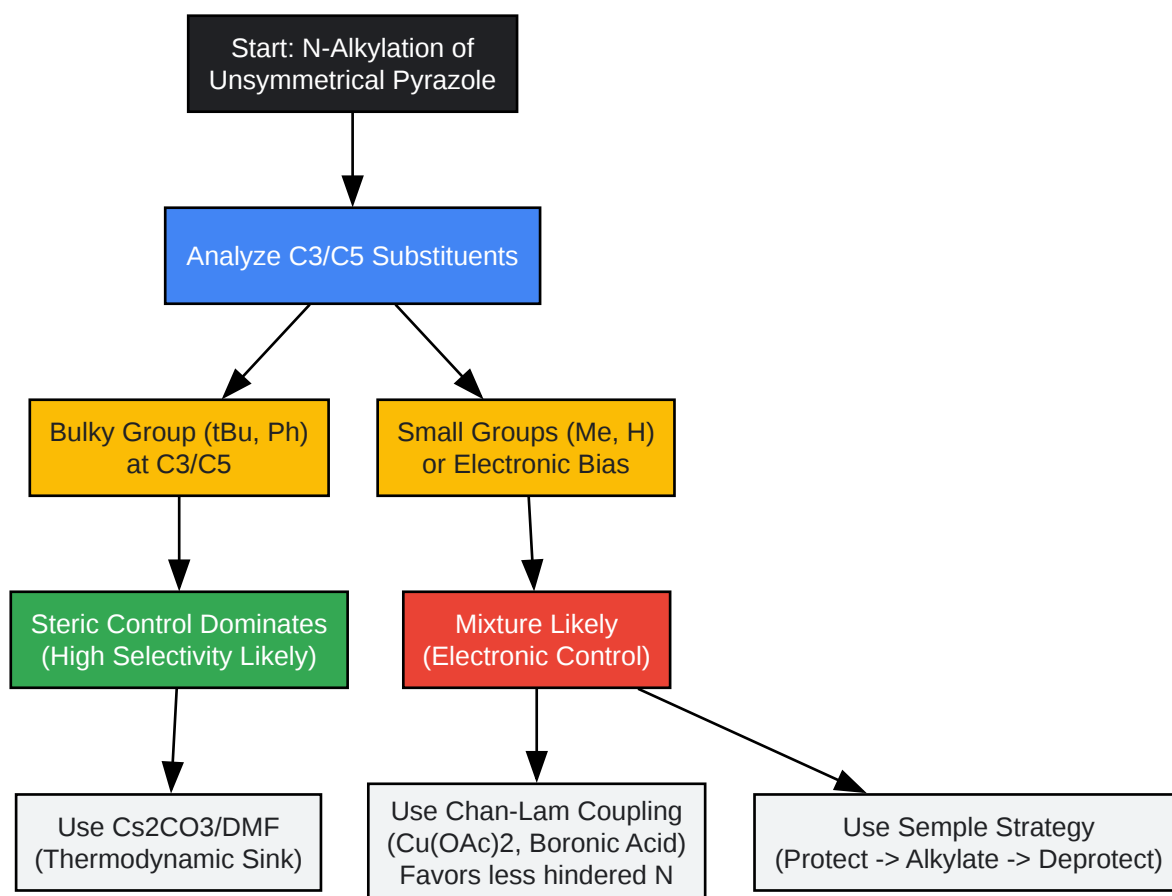 Start: N-Alkylation of
Unsymmetrical Pyrazole
Analyze C3/C5 Substituents
Bulky Group (tBu, Ph)
at C3/C5
Small Groups (Me, H)
or Electronic Bias
Steric Control Dominates
(High Selectivity Likely)
Mixture Likely
(Electronic Control)
Use Cs2CO3/DMF
(Thermodynamic Sink)
Use Chan-Lam Coupling
(Cu(OAc)2, Boronic Acid)
Favors less hindered N
Use Semple Strategy
(Protect -> Alkylate -> Deprotect)